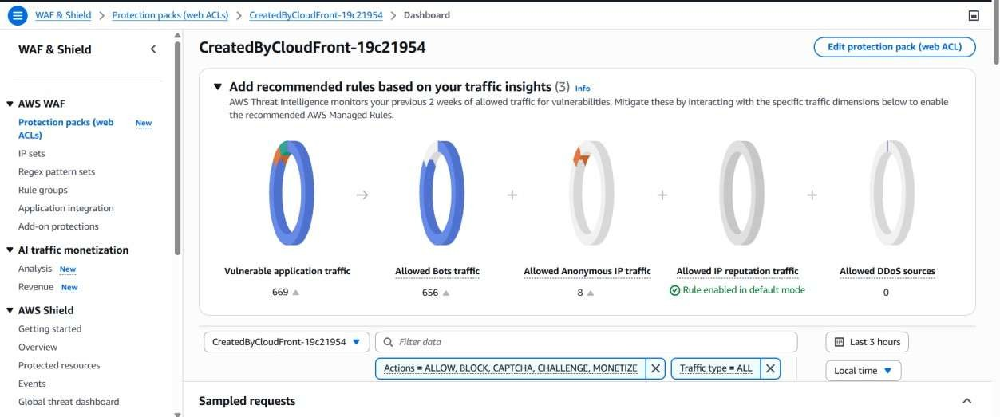 WAF & Shield > Protection packs (web ACLs) > CreatedByCloudFront-19c21954 > Dashboard
WAF & Shield
AWS WAF
Protection packs (web ACLs) New
IP sets
Regex pattern sets
Rule groups
Application integration
Add-on protections
AI traffic monetization
Analysis New
Revenue New
AWS Shield
Getting started
Overview
Protected resources
Events
Global threat dashboard
CreatedByCloudFront-19c21954
Edit protection pack (web ACL)
Add recommended rules based on your traffic insights (3) Info
AWS Threat Intelligence monitors your previous 2 weeks of allowed traffic for vulnerabilities. Mitigate these by interacting with the specific traffic dimensions below to enable
the recommended AWS Managed Rules.
Vulnerable application traffic
669
Allowed Bots traffic
656
Allowed Anonymous IP traffic
8
Allowed IP reputation traffic
Rule enabled in default mode
Allowed DDoS sources
0
CreatedByCloudFront-19c21954
Filter data
Last 3 hours
Actions = ALLOW, BLOCK, CAPTCHA, CHALLENGE, MONETIZE
Traffic type = ALL
Local time
Sampled requests